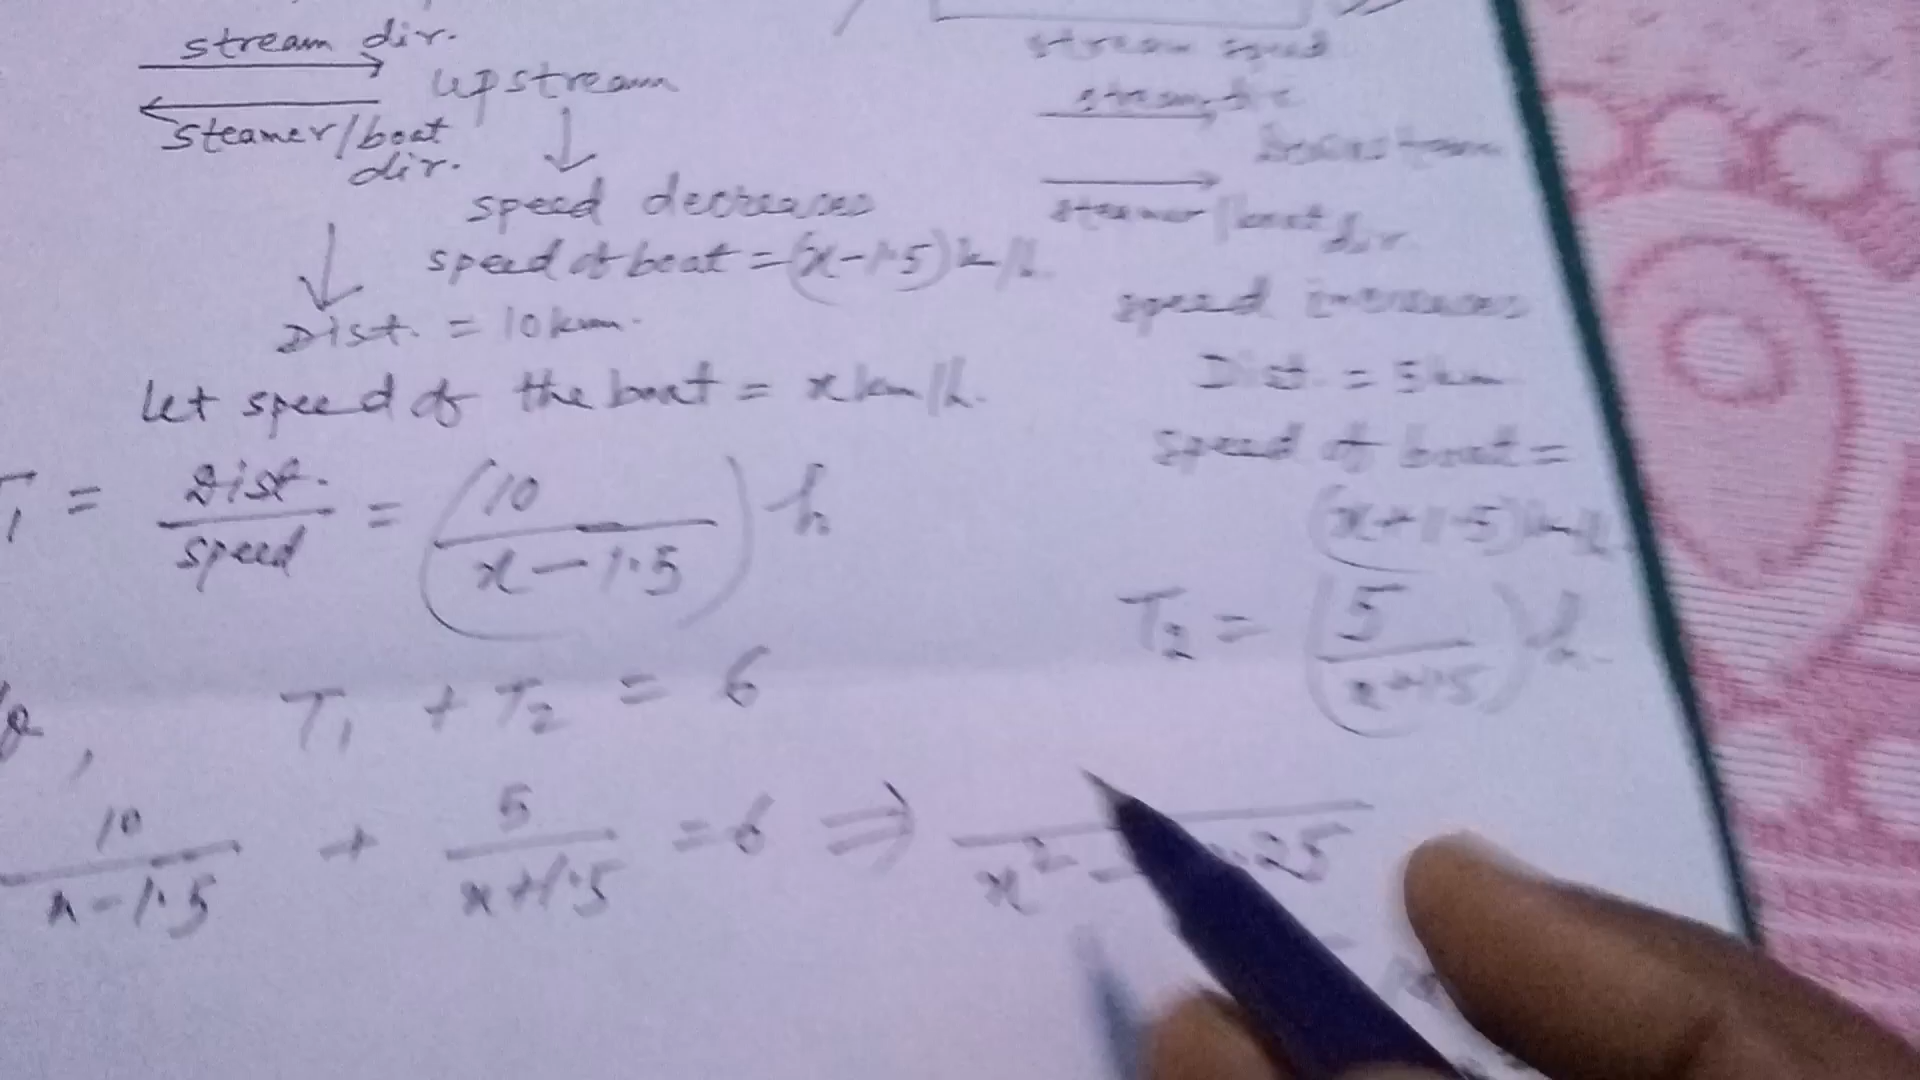 stream dir.
upstream
steamer/boat
dir.
speed decreases
speed of boat = (x-1.5) km/h.
Dist. = 10 km.
let speed of the boat = x km/h.
T1 = Dist./speed = (10/(x-1.5)) h
T1 + T2 = 6
10/(x-1.5) + 5/(x+1.5) = 6 ⇒
stream speed
steamer/boat dir.
speed increases
Dist. = 5 km
speed of boat =
(x+1.5) km/h
T2 = (5/(x+1.5)) h.